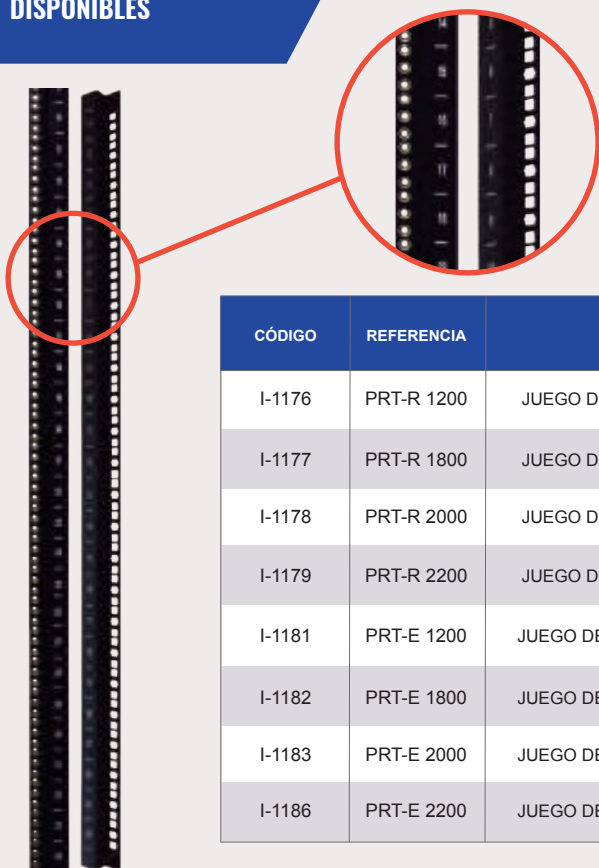 DISPONIBLES
CÓDIGO REFERENCIA
I-1176 PRT-R 1200 JUEGO D
I-1177 PRT-R 1800 JUEGO D
I-1178 PRT-R 2000 JUEGO D
I-1179 PRT-R 2200 JUEGO D
I-1181 PRT-E 1200 JUEGO DE
I-1182 PRT-E 1800 JUEGO DE
I-1183 PRT-E 2000 JUEGO DE
I-1186 PRT-E 2200 JUEGO DE